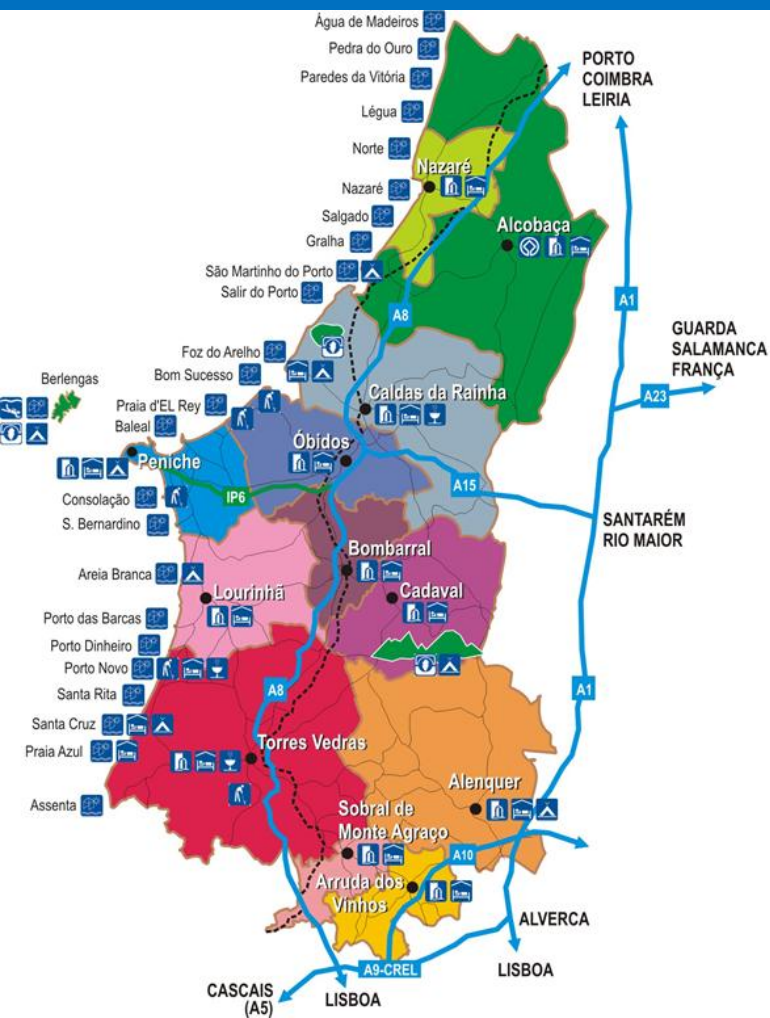 Água de Madeiros
Pedra do Ouro
Paredes da Vitória
Légua
Norte
Nazaré
Salgado
Gralha
São Martinho do Porto
Salir do Porto
Foz do Arelho
Bom Sucesso
Berlengas
Praia d'EL Rey
Baleal
Peniche
Consolação
S. Bernardino
Areia Branca
Porto das Barcas
Porto Dinheiro
Porto Novo
Santa Rita
Santa Cruz
Praia Azul
Assenta
PORTO
COIMBRA
LEIRIA
Nazaré
Alcobaça
A8
A1
GUARDA
SALAMANCA
FRANÇA
A23
Caldas da Rainha
Óbidos
IP6
A15
SANTARÉM
RIO MAIOR
Bombarral
Lourinhã
Cadaval
A8
A1
Torres Vedras
Alenquer
Sobral de
Monte Agraço
A10
Arruda dos
Vinhos
ALVERCA
A9-CREL
LISBOA
CASCAIS
(A5)
LISBOA